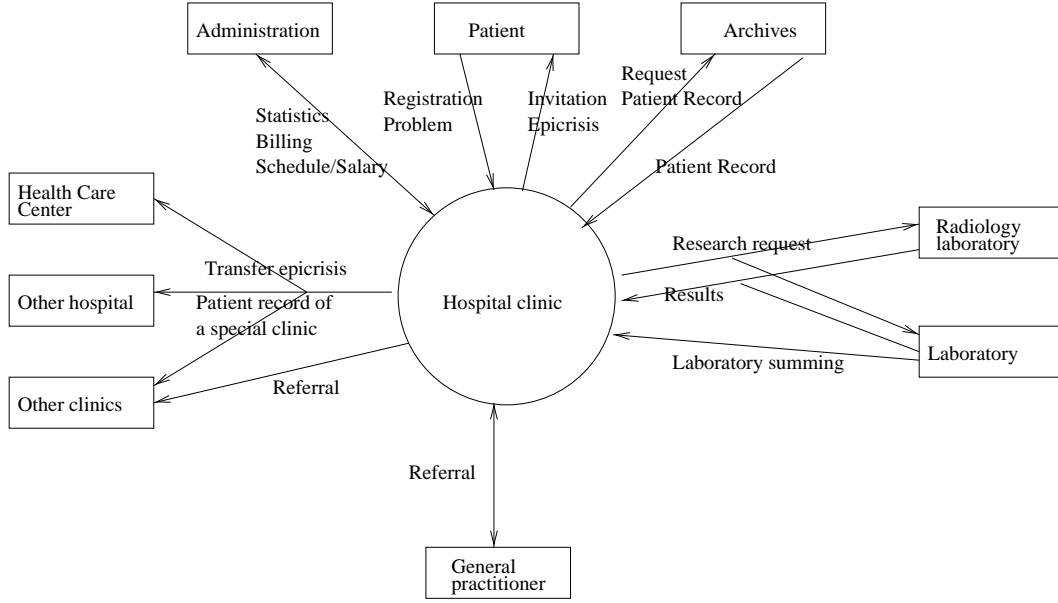 Administration
Patient
Archives
Request
Patient Record
Registration
Problem
Invitation
Epicrisis
Statistics
Billing
Schedule/Salary
Patient Record
Health Care
Center
Radiology
laboratory
Research request
Transfer epicrisis
Other hospital
Patient record of
a special clinic
Hospital clinic
Results
Laboratory
Laboratory summing
Other clinics
Referral
Referral
General
practitioner